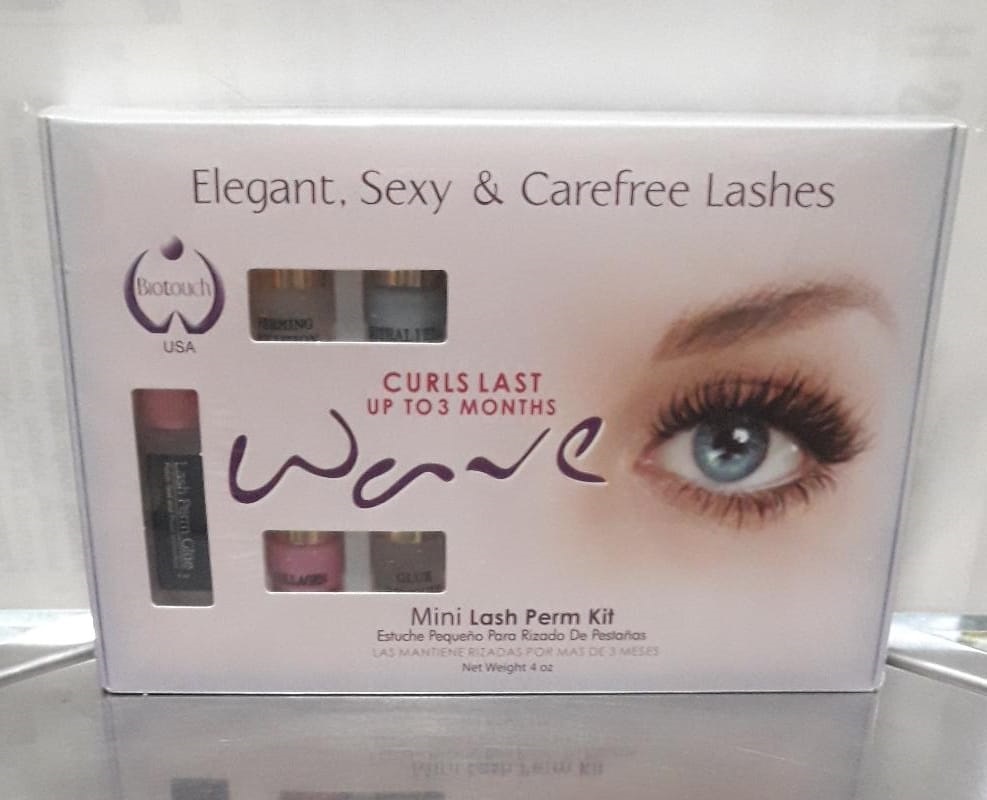 Elegant, Sexy & Carefree Lashes
Biotouch
USA
CURLS LAST
UP TO 3 MONTHS
Wave
Lash Perm Glue
GLUE
Mini Lash Perm Kit
Estuche Pequeño Para Rizado De Pestañas
LAS MANTIENE RIZADAS POR MAS DE 3 MESES
Net Weight 4 oz